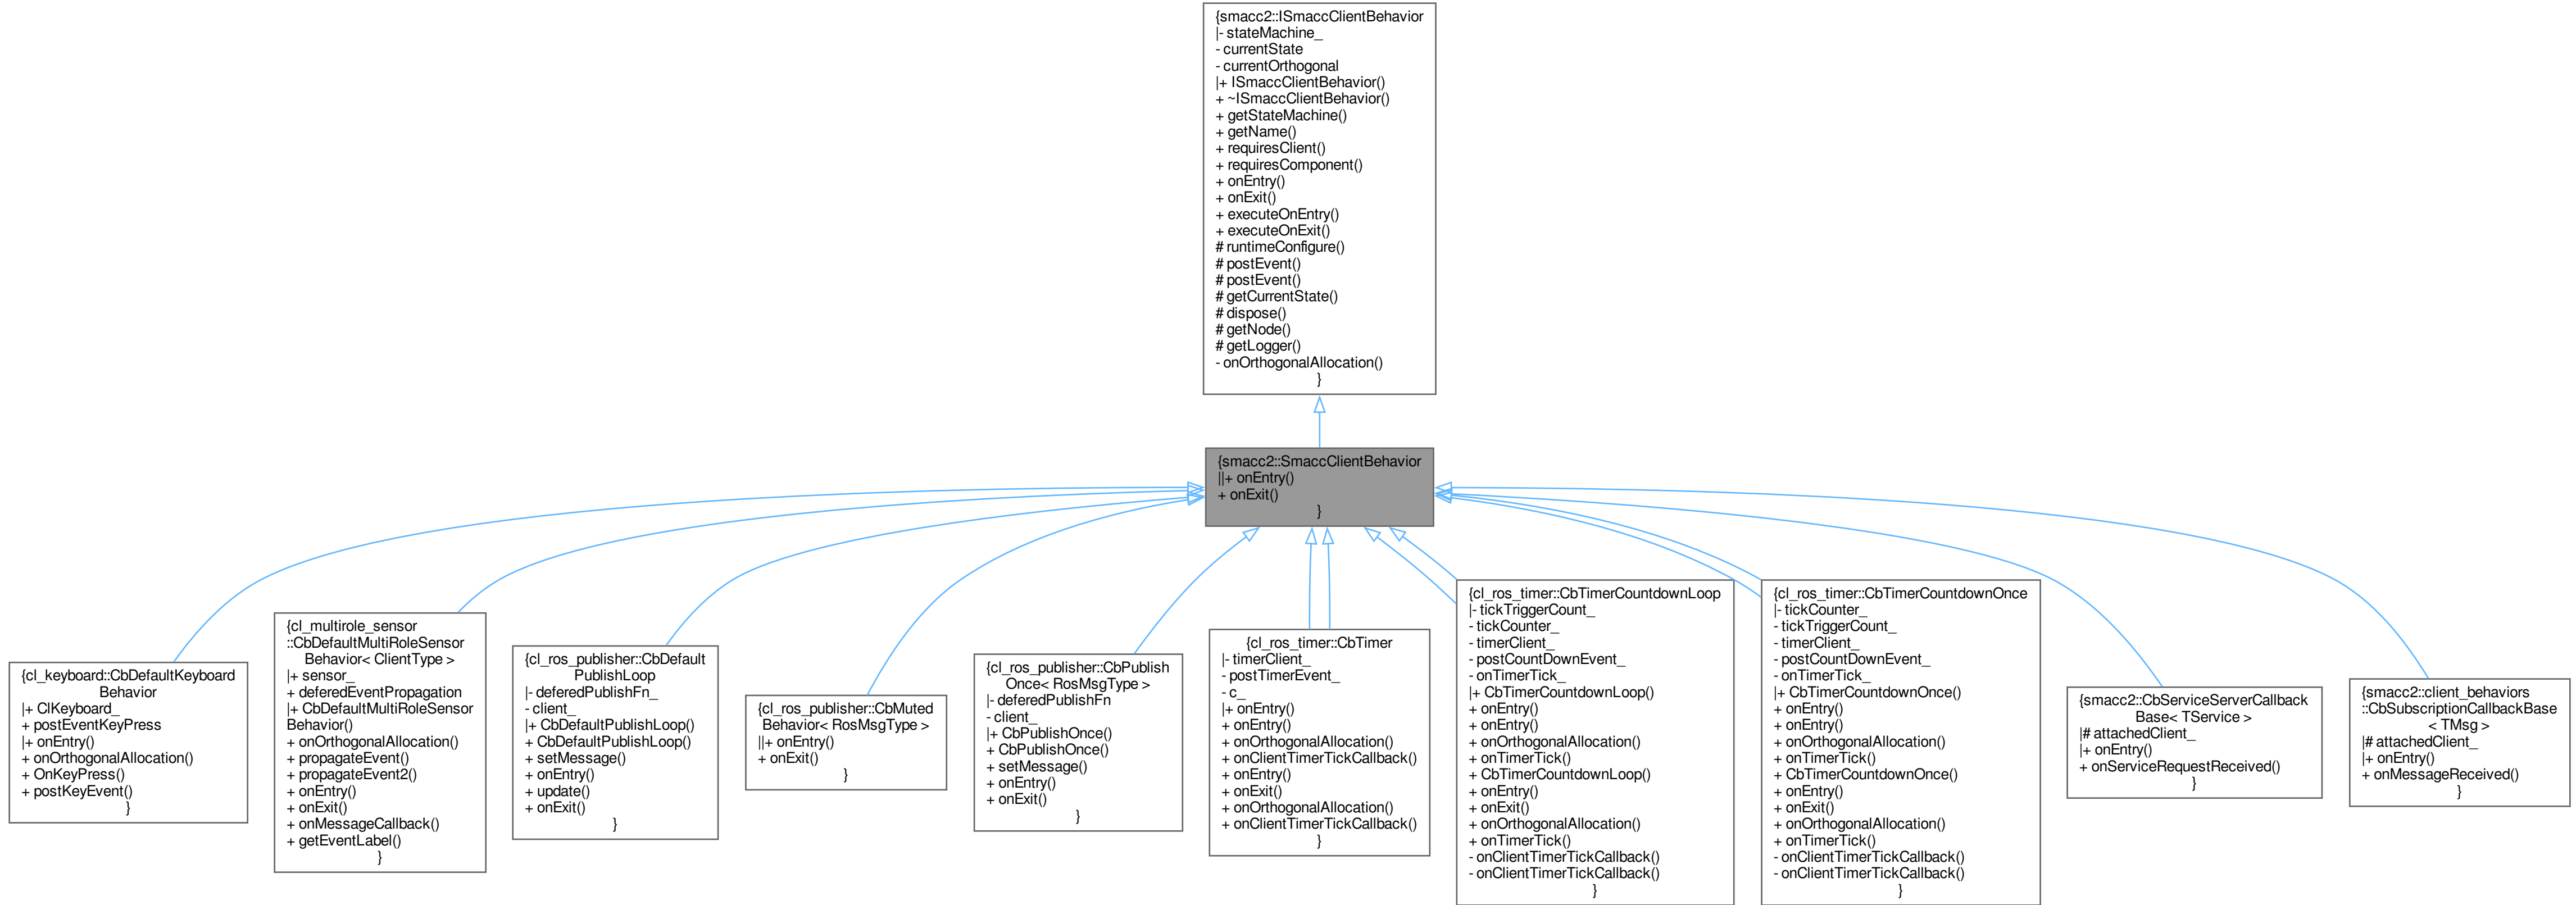 {smacc2::ISmaccClientBehavior
|- stateMachine_
- currentState
- currentOrthogonal
|+ ISmaccClientBehavior()
+ ~ISmaccClientBehavior()
+ getStateMachine()
+ getName()
+ requiresClient()
+ requiresComponent()
+ onEntry()
+ onExit()
+ executeOnEntry()
+ executeOnExit()
# runtimeConfigure()
# postEvent()
# postEvent()
# getCurrentState()
# dispose()
# getNode()
# getLogger()
- onOrthogonalAllocation()
}
{smacc2::SmaccClientBehavior
||+ onEntry()
+ onExit()
}
{cl_keyboard::CbDefaultKeyboard
Behavior
|+ ClKeyboard_
+ postEventKeyPress
|+ onEntry()
+ onOrthogonalAllocation()
+ OnKeyPress()
+ postKeyEvent()
}
{cl_multirole_sensor
::CbDefaultMultiRoleSensor
Behavior< ClientType >
|+ sensor_
+ deferedEventPropagation
|+ CbDefaultMultiRoleSensor
Behavior()
+ onOrthogonalAllocation()
+ propagateEvent()
+ propagateEvent2()
+ onEntry()
+ onExit()
+ onMessageCallback()
+ getEventLabel()
}
{cl_ros_publisher::CbDefault
PublishLoop
|- deferedPublishFn_
- client_
|+ CbDefaultPublishLoop()
+ CbDefaultPublishLoop()
+ setMessage()
+ onEntry()
+ update()
+ onExit()
}
{cl_ros_publisher::CbMuted
Behavior< RosMsgType >
||+ onEntry()
+ onExit()
}
{cl_ros_publisher::CbPublish
Once< RosMsgType >
|- deferedPublishFn
- client_
|+ CbPublishOnce()
+ CbPublishOnce()
+ setMessage()
+ onEntry()
+ onExit()
}
{cl_ros_timer::CbTimer
|- timerClient_
- postTimerEvent_
- c_
|+ onEntry()
+ onEntry()
+ onOrthogonalAllocation()
+ onClientTimerTickCallback()
+ onEntry()
+ onExit()
+ onOrthogonalAllocation()
+ onClientTimerTickCallback()
}
{cl_ros_timer::CbTimerCountdownLoop
|- tickTriggerCount_
- tickCounter_
- timerClient_
- postCountDownEvent_
- onTimerTick_
|+ CbTimerCountdownLoop()
+ onEntry()
+ onEntry()
+ onOrthogonalAllocation()
+ onTimerTick()
+ CbTimerCountdownLoop()
+ onEntry()
+ onExit()
+ onOrthogonalAllocation()
+ onTimerTick()
- onClientTimerTickCallback()
- onClientTimerTickCallback()
}
{cl_ros_timer::CbTimerCountdownOnce
|- tickCounter_
- tickTriggerCount_
- timerClient_
- postCountDownEvent_
- onTimerTick_
|+ CbTimerCountdownOnce()
+ onEntry()
+ onEntry()
+ onOrthogonalAllocation()
+ onTimerTick()
+ CbTimerCountdownOnce()
+ onEntry()
+ onExit()
+ onOrthogonalAllocation()
+ onTimerTick()
- onClientTimerTickCallback()
- onClientTimerTickCallback()
}
{smacc2::CbServiceServerCallback
Base< TService >
|# attachedClient_
|+ onEntry()
+ onServiceRequestReceived()
}
{smacc2::client_behaviors
::CbSubscriptionCallbackBase
< TMsg >
|# attachedClient_
|+ onEntry()
+ onMessageReceived()
}